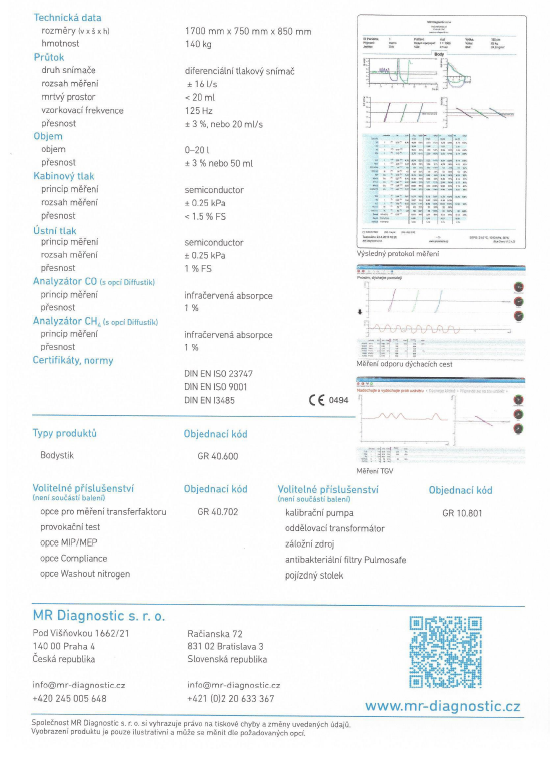 Technická data
rozměry (v x š x h) 1700 mm x 750 mm x 850 mm
hmotnost 140 kg
Průtok
druh snímače diferenciální tlakový snímač
rozsah měření ± 16 l/s
mrtvý prostor < 20 ml
vzorkovací frekvence 125 Hz
přesnost ± 3 %, nebo 20 ml/s
Objem
objem 0–20 l
přesnost ± 3 % nebo 50 ml
Kabinový tlak
princip měření semiconductor
rozsah měření ± 0.25 kPa
přesnost < 1.5 % FS
Ústní tlak
princip měření semiconductor
rozsah měření ± 0.25 kPa
přesnost 1 % FS
Analyzátor CO (s opcí Diffustik)
princip měření infračervená absorpce
přesnost 1 %
Analyzátor CH4 (s opcí Diffustik)
princip měření infračervená absorpce
přesnost 1 %
Certifikáty, normy
DIN EN ISO 23747
DIN EN ISO 9001
DIN EN 13485
CE 0494
Body
Výsledný protokol měření
Měření odporu dýchacích cest
Měření TGV
Typy produktů Objednací kód
Bodystik GR 40.600
Volitelné příslušenství Objednací kód
(není součástí balení)
opce pro měření transferfaktoru GR 40.702
provokační test
opce MIP/MEP
opce Compliance
opce Washout nitrogen
Volitelné příslušenství Objednací kód
(není součástí balení)
kalibrační pumpa GR 10.801
oddělovací transformátor
záložní zdroj
antibakteriální filtry Pulmosafe
pojízdný stolek
MR Diagnostic s. r. o.
Pod Višňovkou 1662/21
140 00 Praha 4
Česká republika
info@mr-diagnostic.cz
+420 245 005 648
Račianska 72
831 02 Bratislava 3
Slovenská republika
info@mr-diagnostic.cz
+421 (0)2 20 633 367
www.mr-diagnostic.cz
Společnost MR Diagnostic s. r. o. si vyhrazuje právo na tiskové chyby a změny uvedených údajů.
Vyobrazení produktu je pouze ilustrativní a může se měnit dle požadovaných opcí.